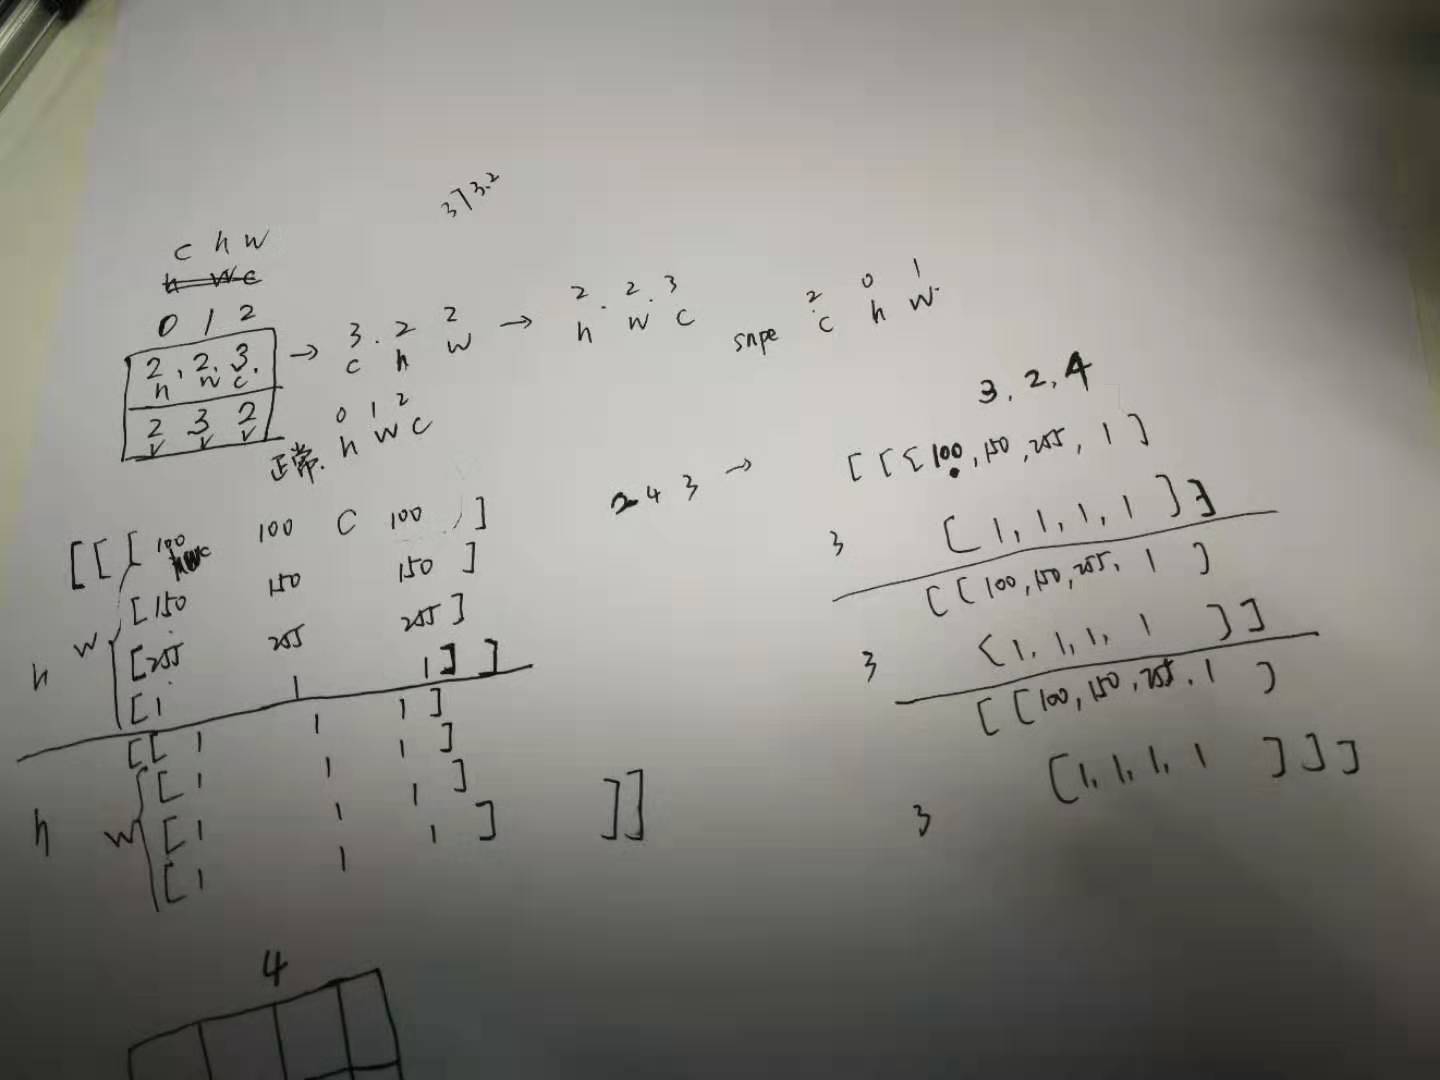 3]3.2
c h w
h w c
0 1 2
2, 2, 3. → 3. 2 2 → 2. 2. 3 snpe 2 0 1
h w c. c h w h w c c h w.
2 3 2
正常. 0 1 2
h w c
3, 2, 4
2 4 3 → [[[100, 150, 255, 1]
3 [1, 1, 1, 1]]
[[100, 150, 255, 1]
3 [1, 1, 1, 1]]
[[100, 150, 255, 1]
3 [1, 1, 1, 1]]]
[[[100 100 C 100]
h w [150 150 150]
[255 255 255]
[1 1 1]]
[[1 1 1]
h w [1 1 1]
[1 1 1]
[1 1 1] ]]
4